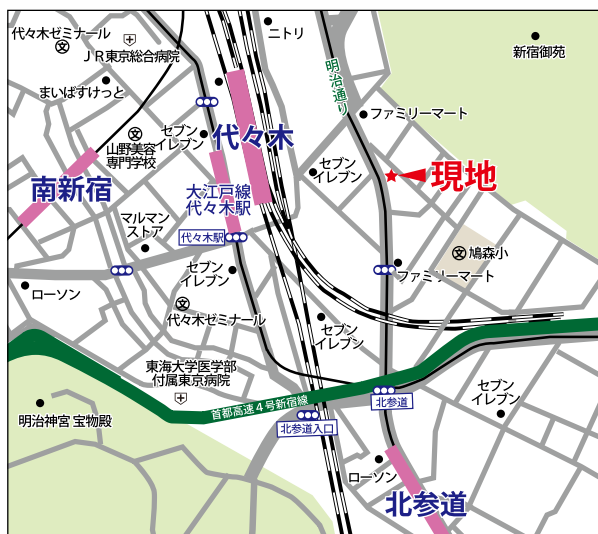 代々木ゼミナール
JR東京総合病院
ニトリ
新宿御苑
まいばすけっと
明治通り
ファミリーマート
セブン
イレブン
代々木
山野美容
専門学校
セブン
イレブン
現地
南新宿
大江戸線
代々木駅
マルマン
ストア
代々木駅
鳩森小
セブン
イレブン
ファミリーマート
ローソン
代々木ゼミナール
セブン
イレブン
東海大学医学部
付属東京病院
セブン
イレブン
首都高速4号新宿線
北参道
明治神宮 宝物殿
北参道入口
ローソン
北参道